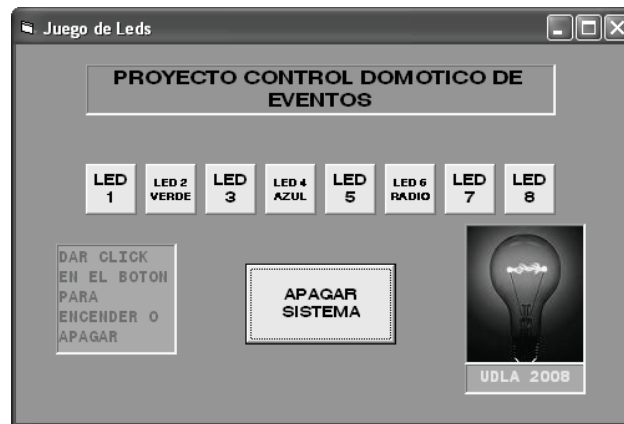 Juego de Leds
PROYECTO CONTROL DOMOTICO DE
EVENTOS
LED
1
LED 2
VERDE
LED
3
LED 4
AZUL
LED
5
LED 6
RADIO
LED
7
LED
8
DAR CLICK
EN EL BOTON
PARA
ENCENDER O
APAGAR
APAGAR
SISTEMA
UDLA 2008